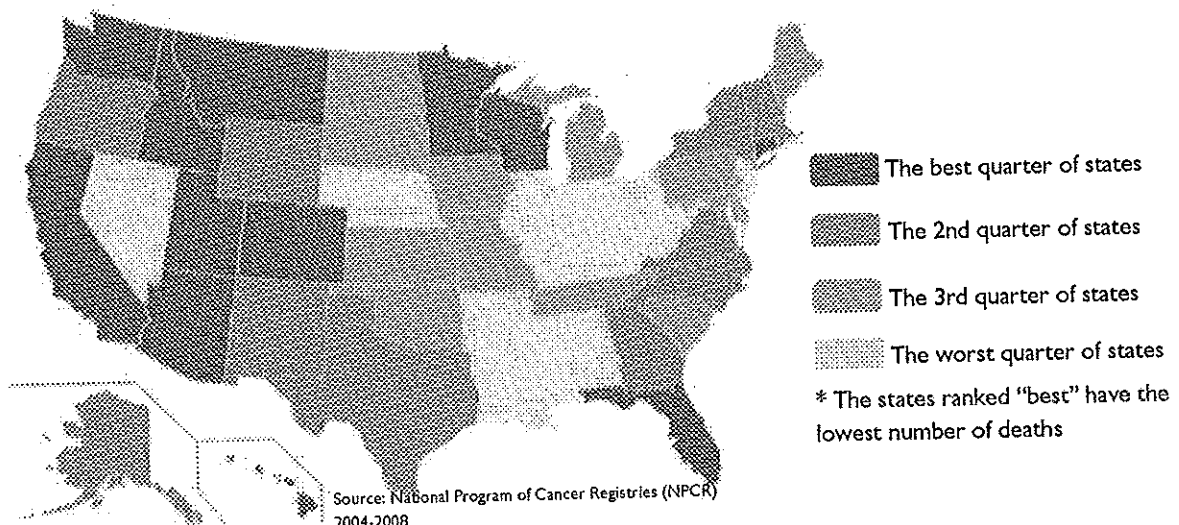 The best quarter of states
The 2nd quarter of states
The 3rd quarter of states
The worst quarter of states
* The states ranked “best” have the
lowest number of deaths
Source: National Program of Cancer Registries (NPCR)
2004-2008